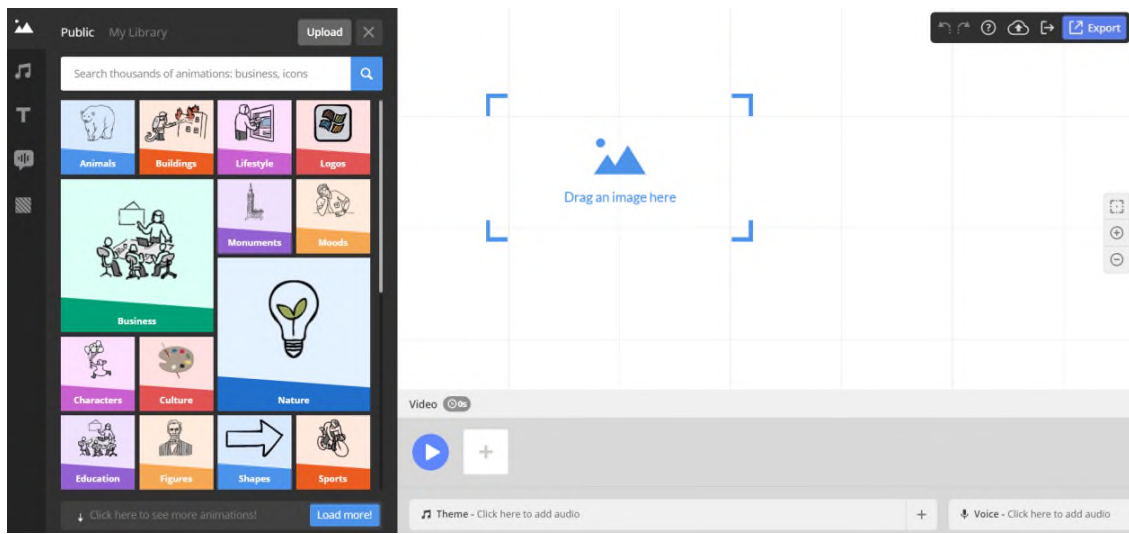 Public My Library Upload
Search thousands of animations: business, icons
Animals Buildings Lifestyle Logos
Monuments Moods
Business
Characters Culture Nature
Education Figures Shapes Sports
↓ Click here to see more animations! Load more!
Export
Drag an image here
Video 0s
Theme - Click here to add audio +
Voice - Click here to add audio